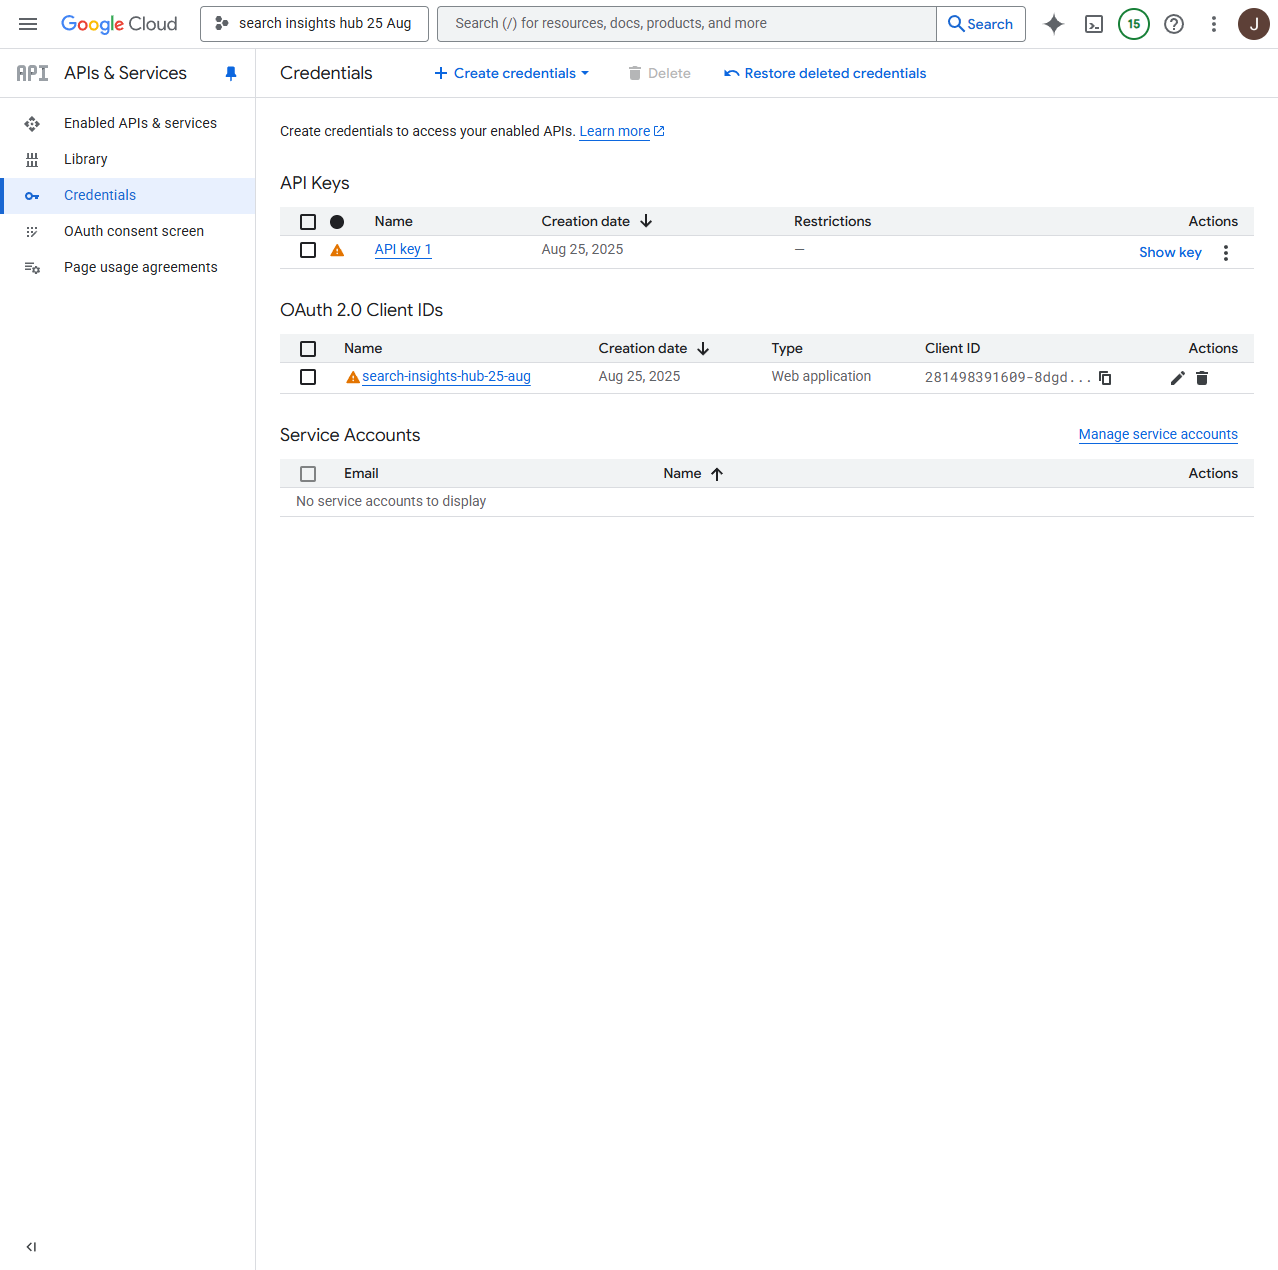 Google Cloud
search insights hub 25 Aug
Search (/) for resources, docs, products, and more
Search
15
J
API
APIs & Services
Credentials
Create credentials
Delete
Restore deleted credentials
Enabled APIs & services
Library
Credentials
OAuth consent screen
Page usage agreements
Create credentials to access your enabled APIs. Learn more
API Keys
Name Creation date Restrictions Actions
API key 1 Aug 25, 2025 — Show key
OAuth 2.0 Client IDs
Name Creation date Type Client ID Actions
search-insights-hub-25-aug Aug 25, 2025 Web application 281498391609-8dgd...
Service Accounts Manage service accounts
Email Name Actions
No service accounts to display